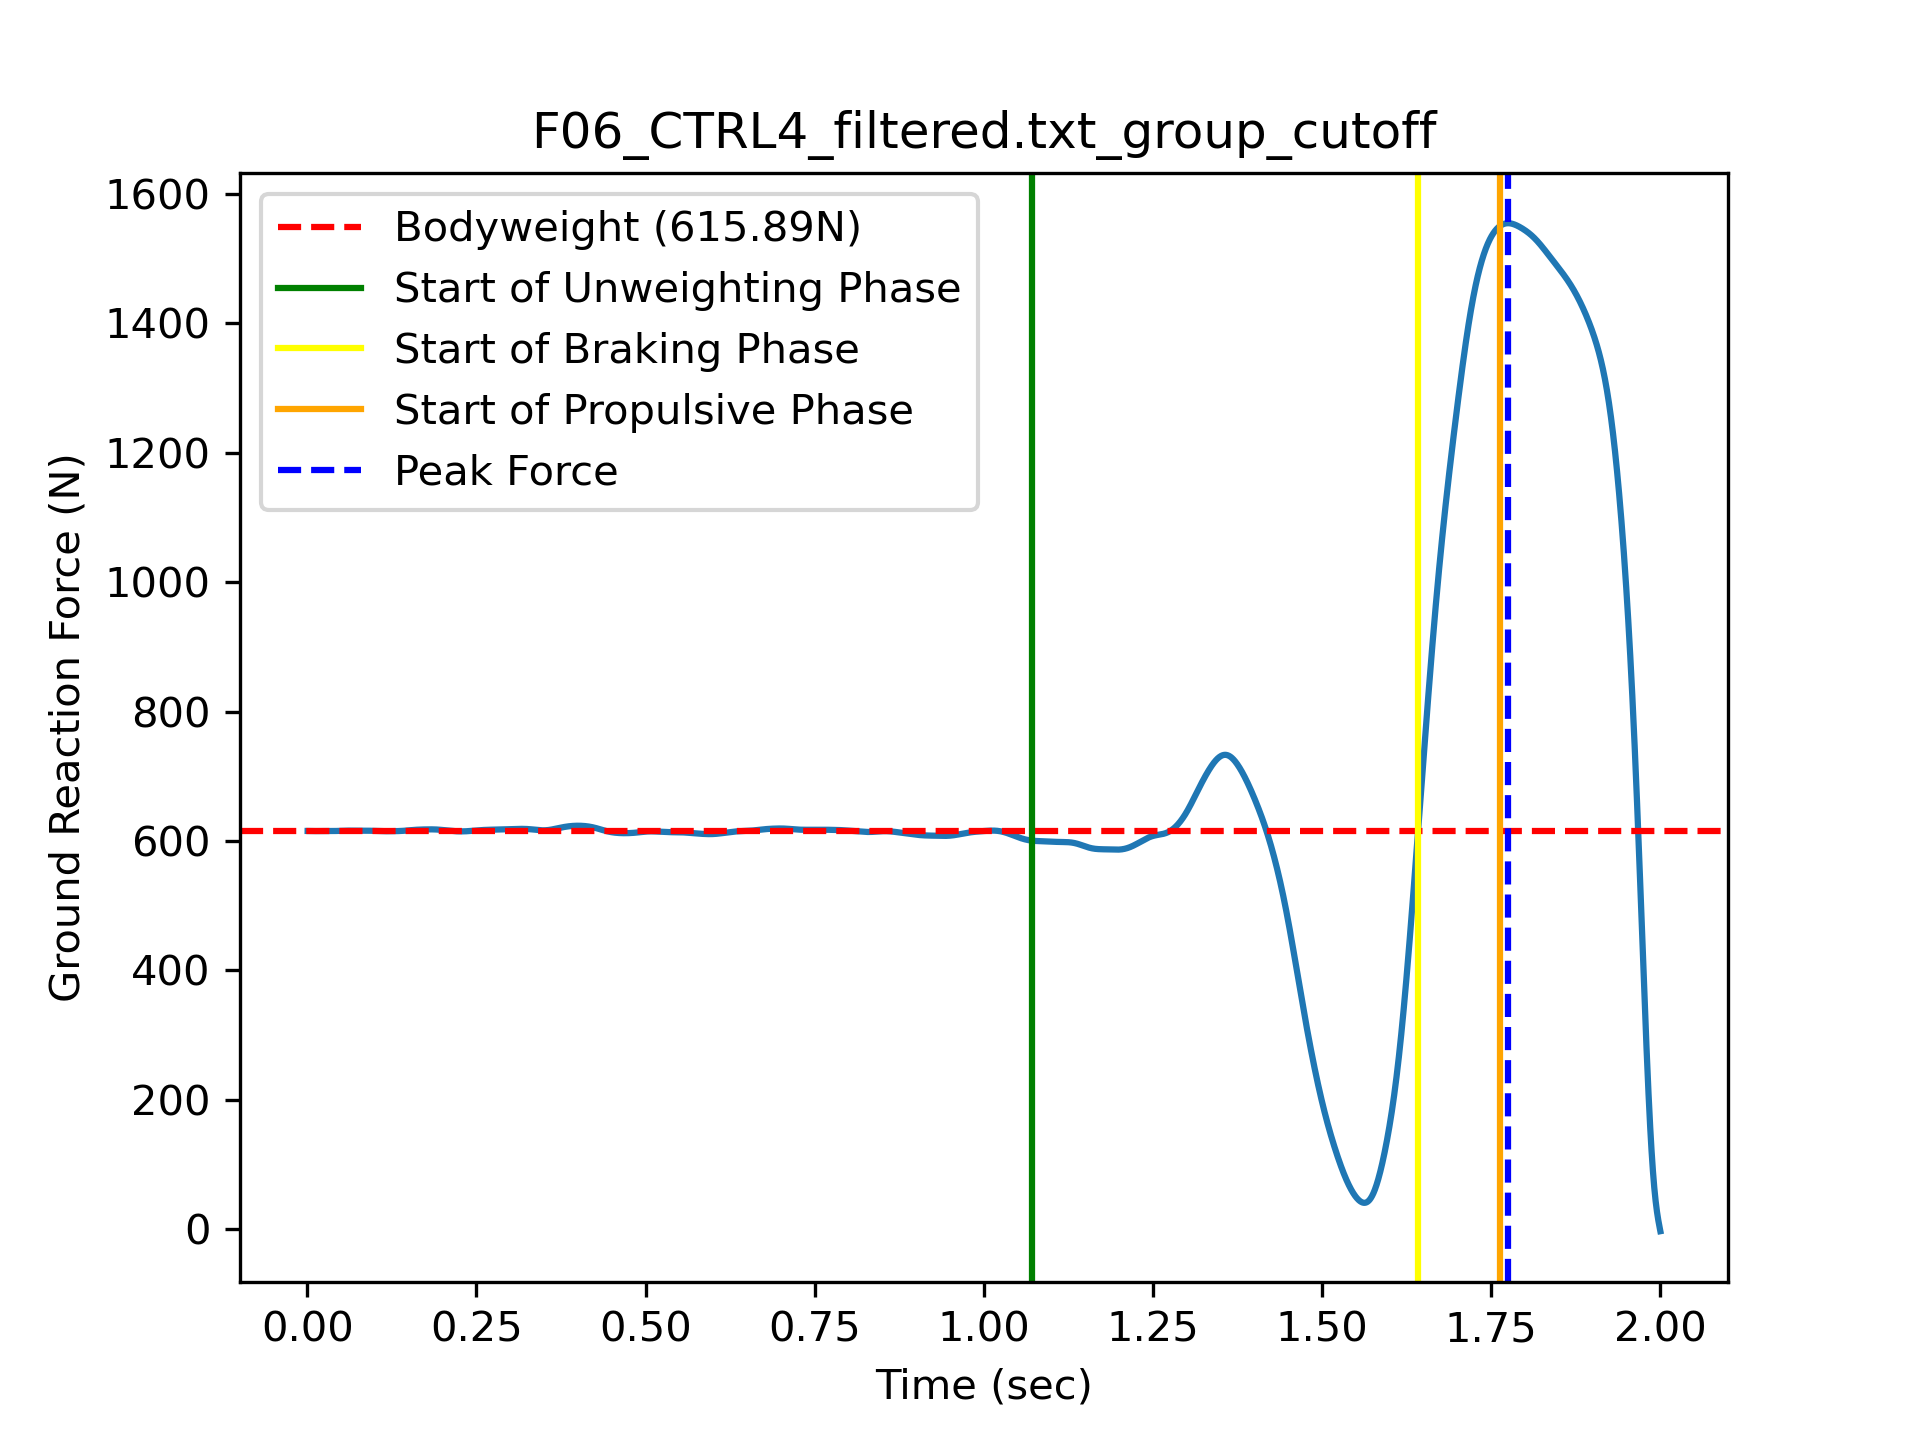 F06_CTRL4_filtered.txt_group_cutoff
1600
1400
1200
1000
800
600
400
200
0
Ground Reaction Force (N)
Bodyweight (615.89N)
Start of Unweighting Phase
Start of Braking Phase
Start of Propulsive Phase
Peak Force
0.00 0.25 0.50 0.75 1.00 1.25 1.50 1.75 2.00
Time (sec)